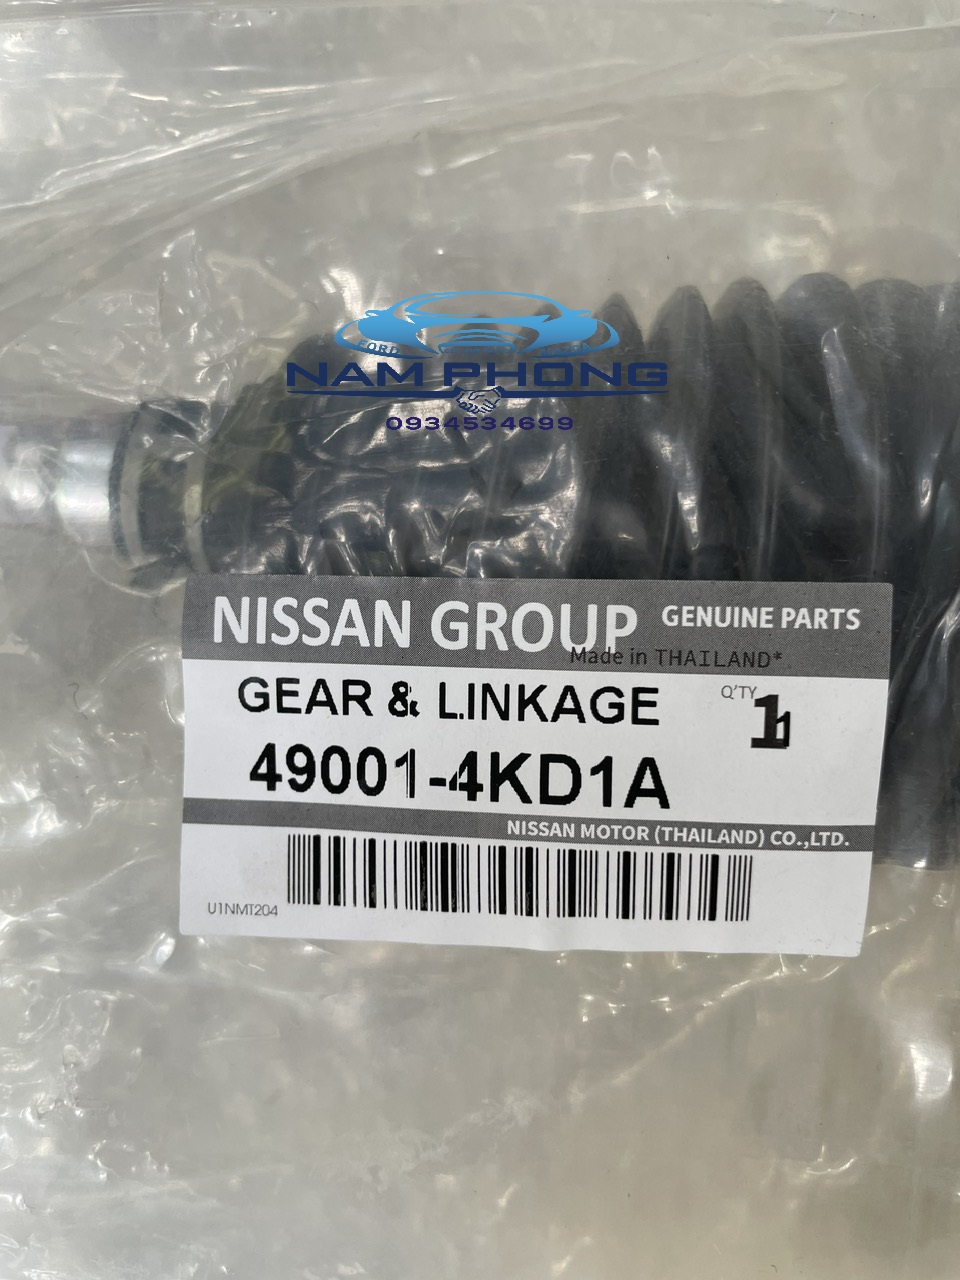 FORD
NAM PHONG
0934534699
NISSAN GROUP GENUINE PARTS
Made in THAILAND*
GEAR & LINKAGE Q'TY 1
49001-4KD1A
NISSAN MOTOR (THAILAND) CO.,LTD.
U1NMT204